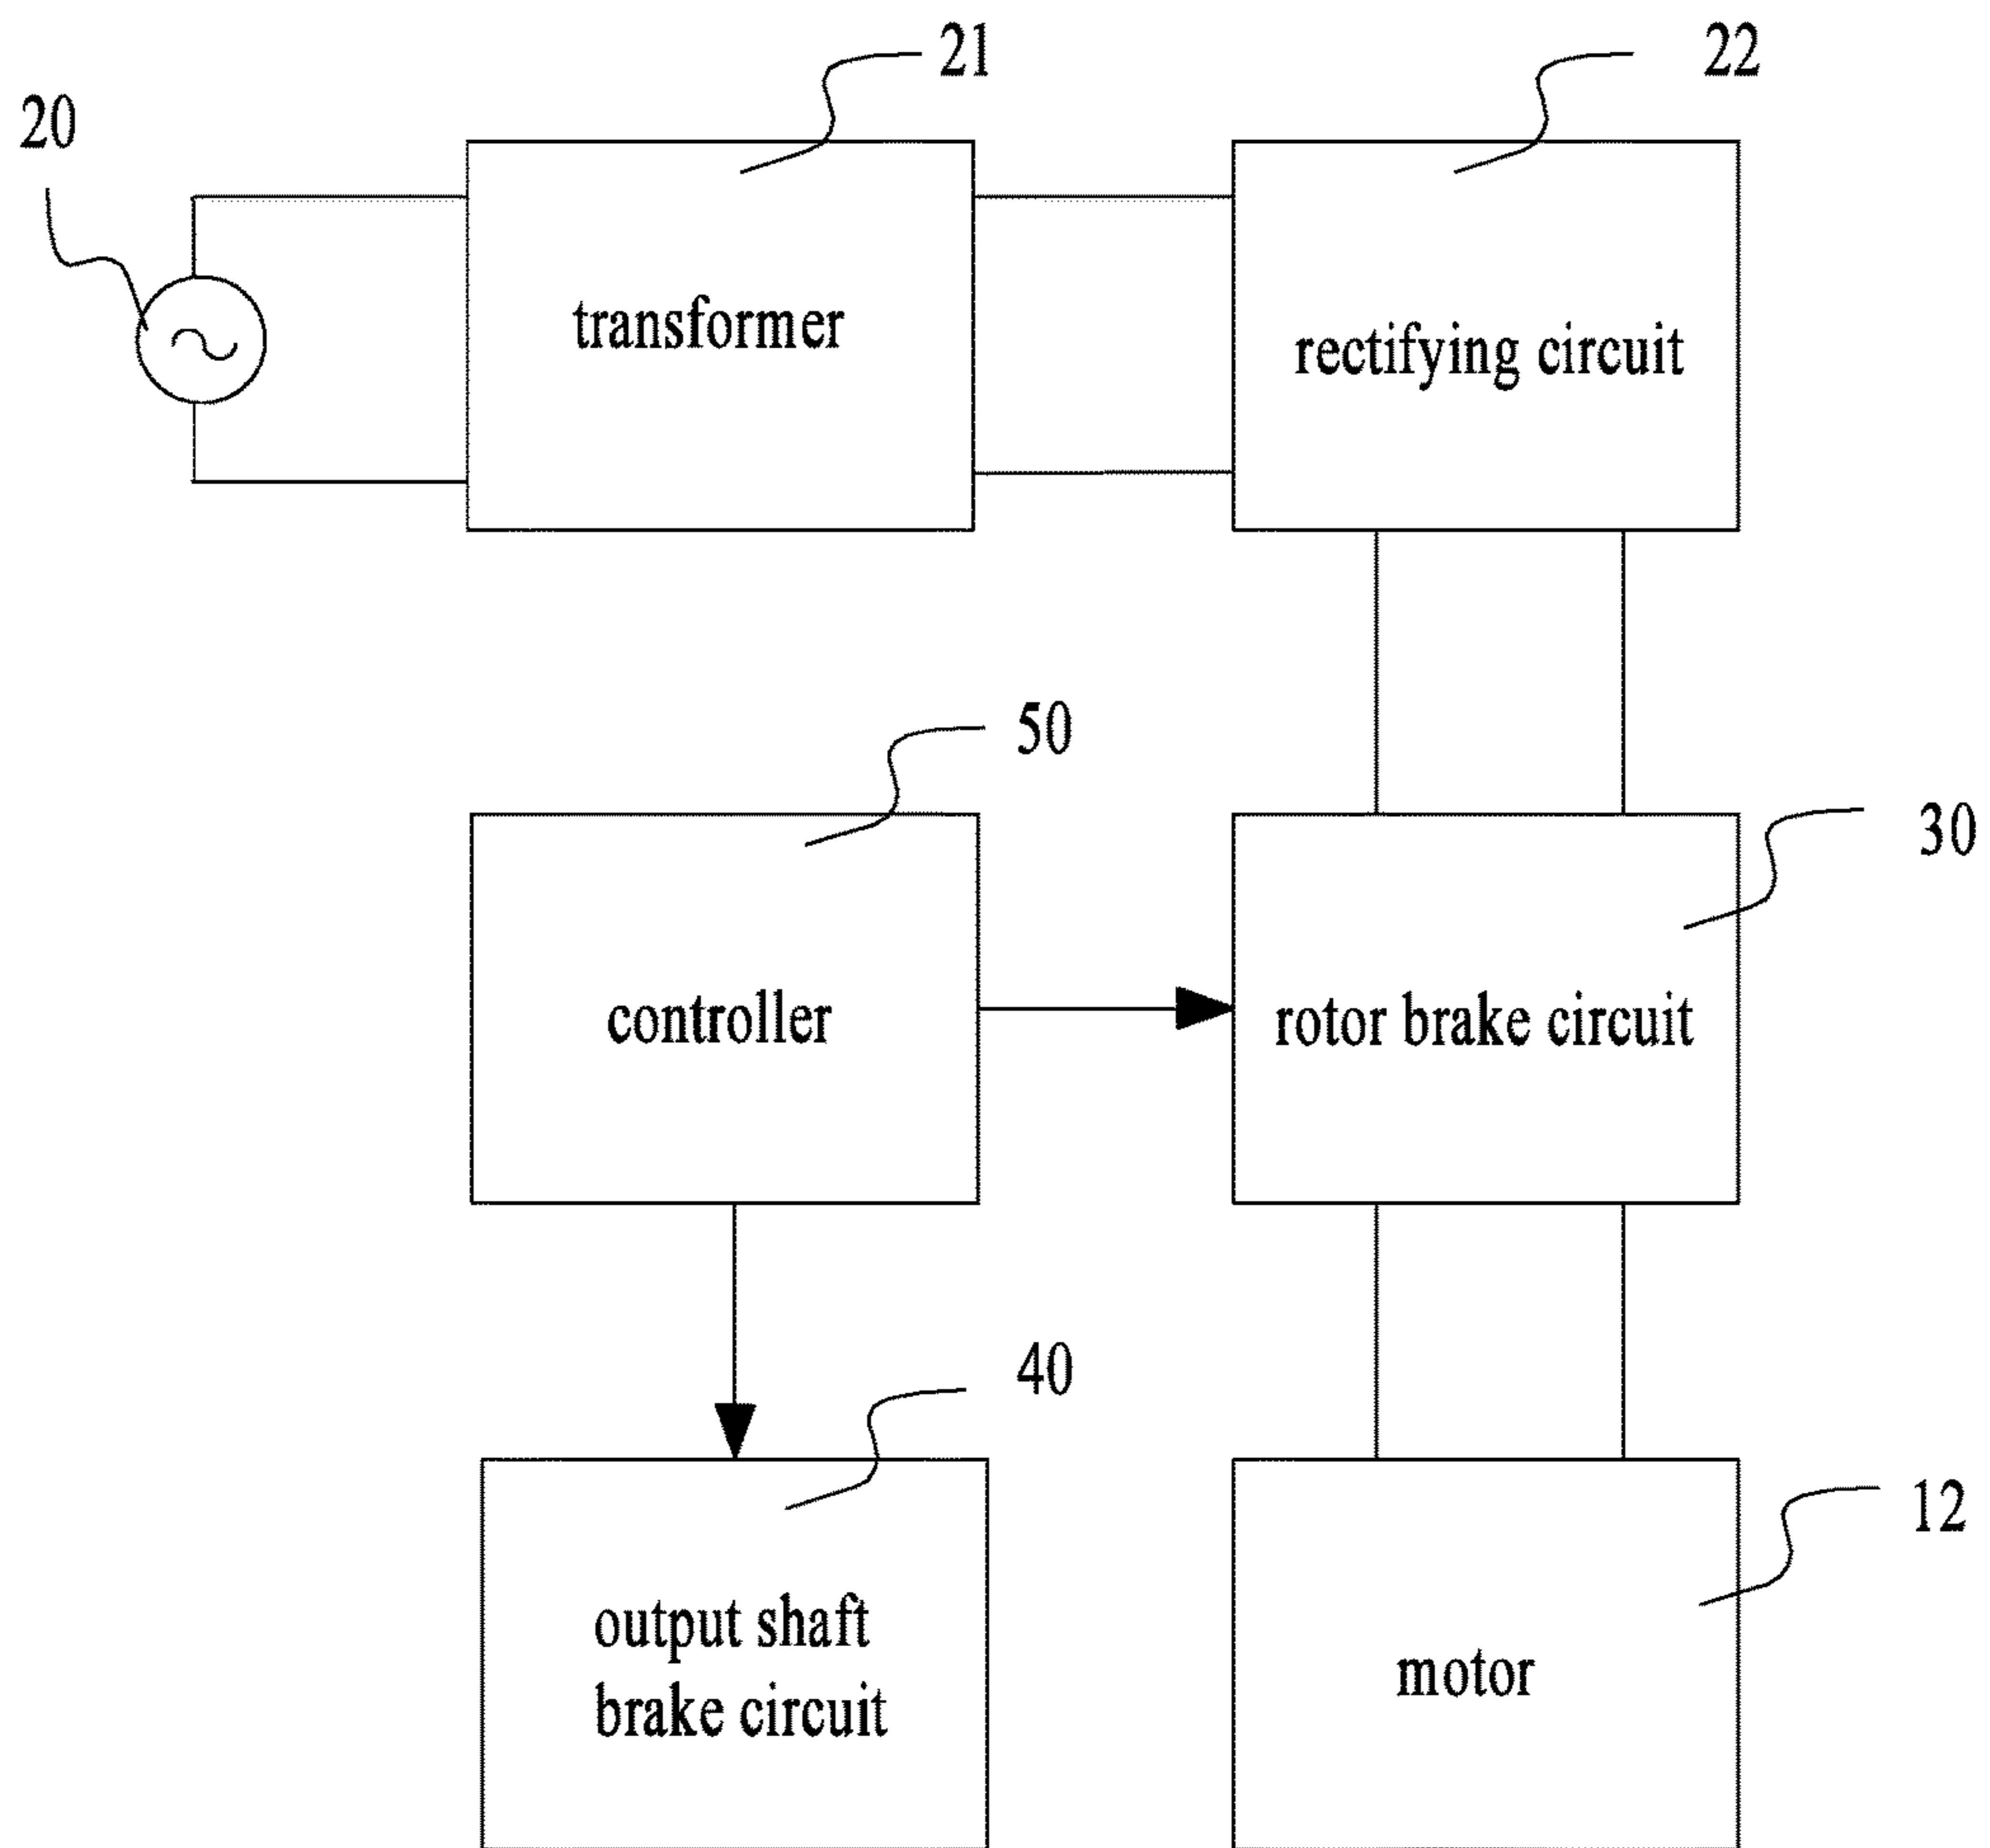 21
22
20
transformer
rectifying circuit
50
30
controller
rotor brake circuit
40
12
output shaft
brake circuit
motor